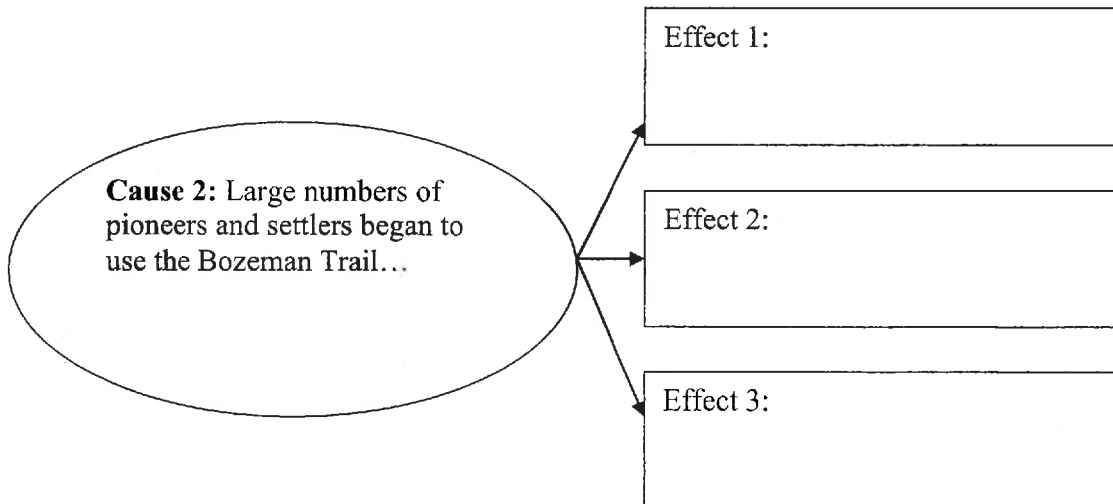 Effect 1:
Cause 2: Large numbers of
pioneers and settlers began to
use the Bozeman Trail…
Effect 2:
Effect 3: